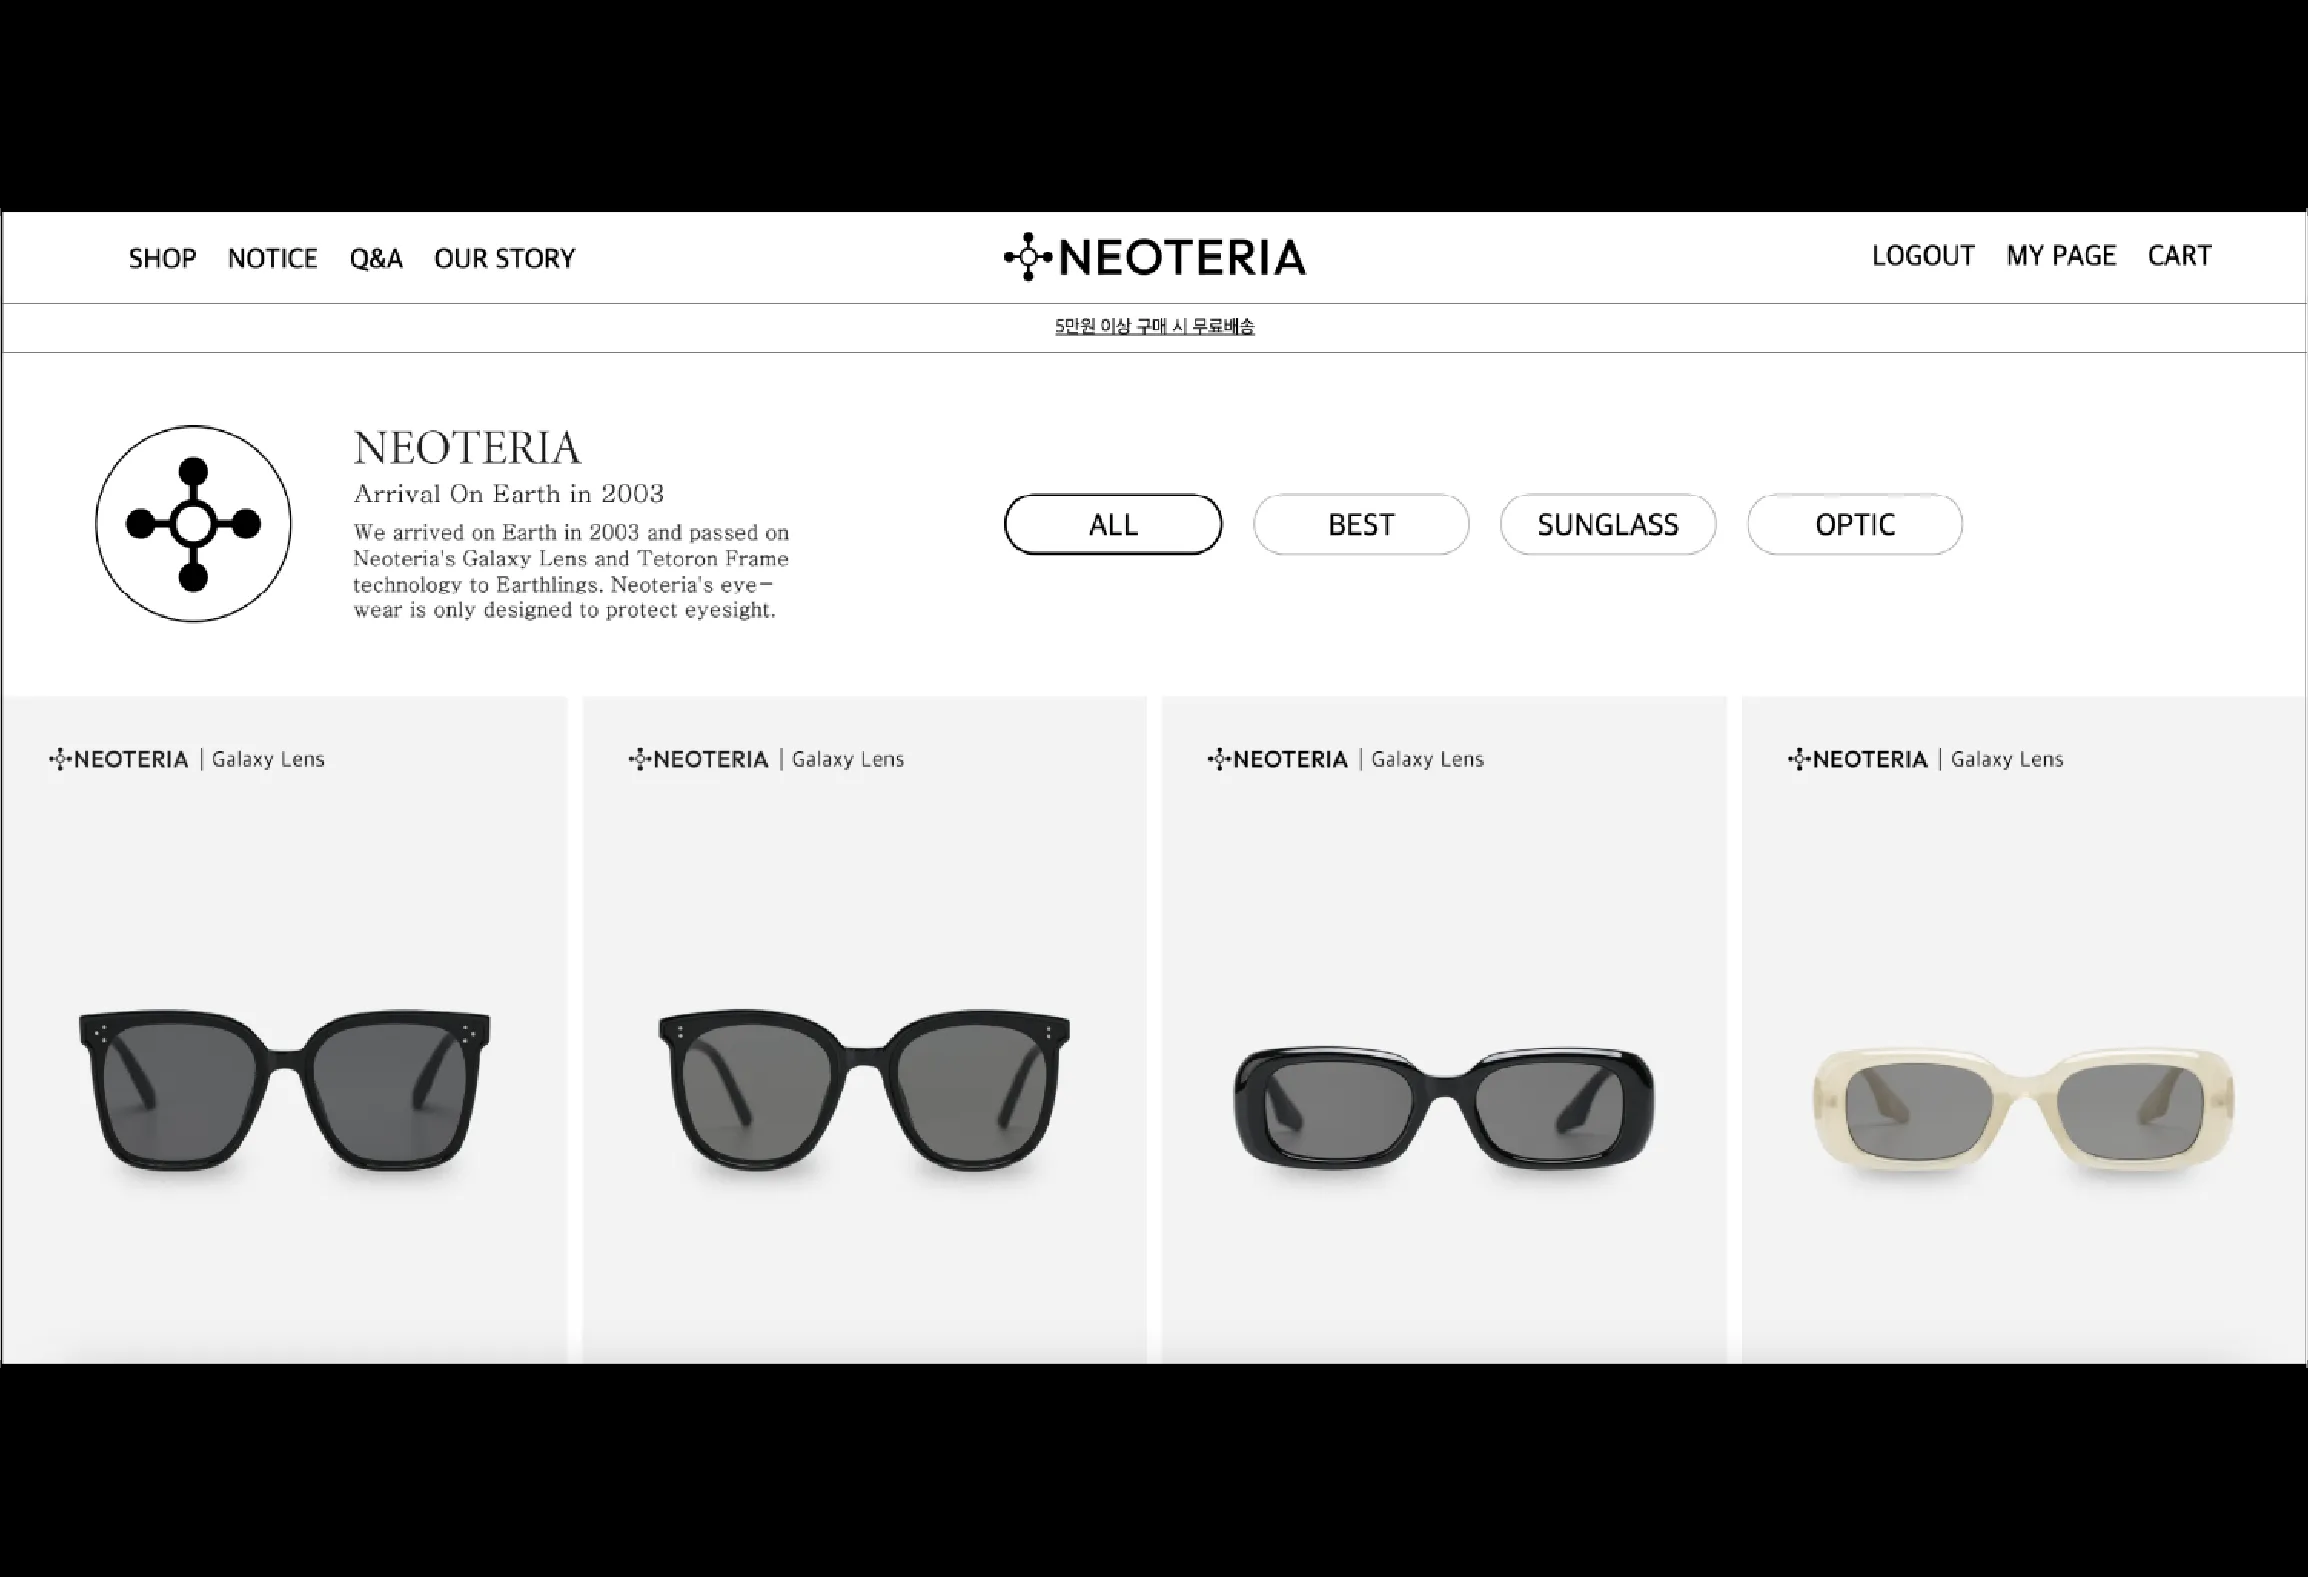 SHOP NOTICE Q&A OUR STORY
NEOTERIA
LOGOUT MY PAGE CART
5만원 이상 구매 시 무료배송
NEOTERIA
Arrival On Earth in 2003
We arrived on Earth in 2003 and passed on
Neoteria's Galaxy Lens and Tetoron Frame
technology to Earthlings. Neoteria's eye-
wear is only designed to protect eyesight.
ALL BEST SUNGLASS OPTIC
NEOTERIA | Galaxy Lens
NEOTERIA | Galaxy Lens
NEOTERIA | Galaxy Lens
NEOTERIA | Galaxy Lens